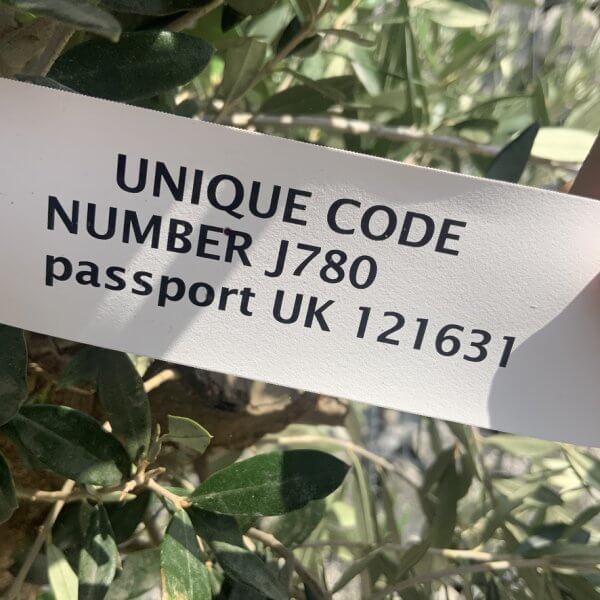 UNIQUE CODE
NUMBER J780
passport UK 121631